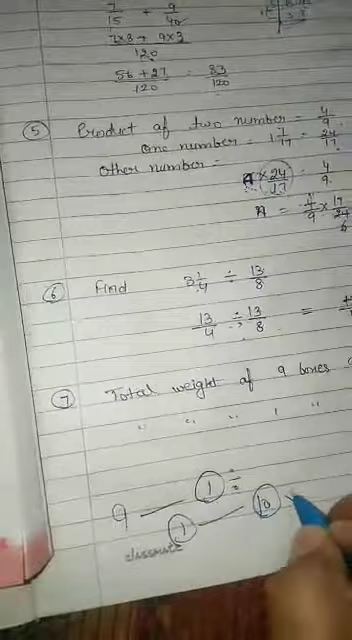 7/15 + 9/40
7×8 + 9×3
120
56 + 27 / 120 = 83/120
5 Product of two number = 4/9
one number = 1 7/17 = 24/17
Other number =
× 24/17 = 4/9
= 4/9 × 17/24
6
6 Find 3 1/4 ÷ 13/8
13/4 ÷ 13/8 =
7 Total weight of 9 boxes
" " " 1 "
9 — 1 ÷
1 —
classmate